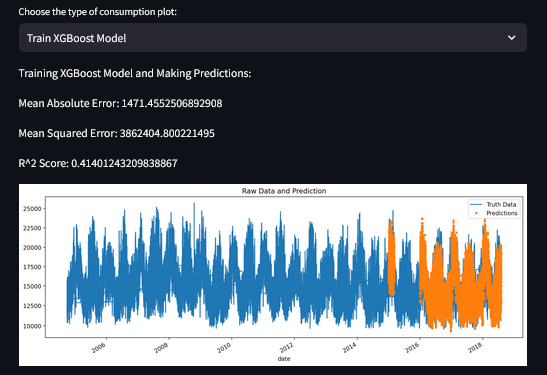 Choose the type of consumption plot:
Train XGBoost Model
Training XGBoost Model and Making Predictions:
Mean Absolute Error: 1471.4552506892908
Mean Squared Error: 3862404.800221495
R^2 Score: 0.41401243209838867
Raw Data and Prediction
Truth Data
Predictions
25000
22500
20000
17500
15000
12500
10000
2006 2008 2010 2012 2014 2016 2018
date